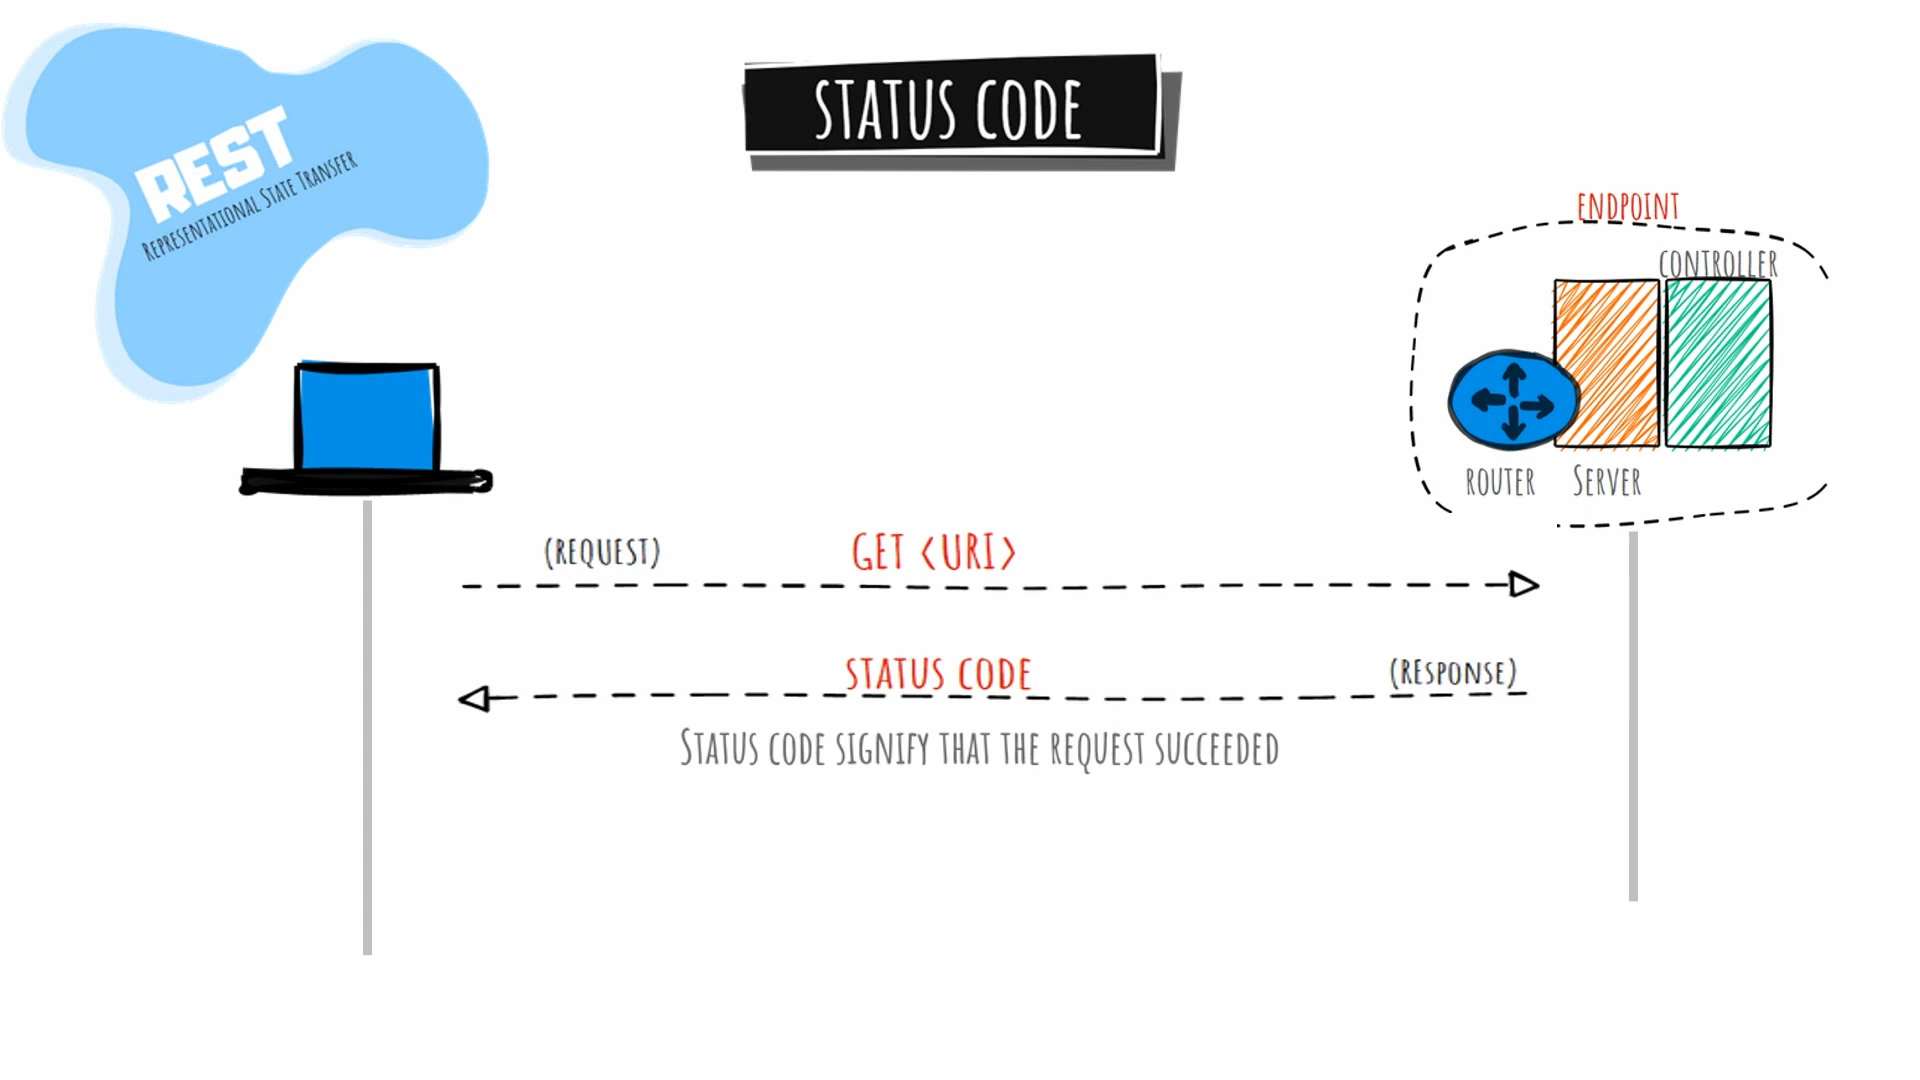 STATUS CODE
REST
REPRESENTATIONAL STATE TRANSFER
ENDPOINT
CONTROLLER
ROUTER
SERVER
(REQUEST)
GET <URI>
STATUS CODE
(RESPONSE)
STATUS CODE SIGNIFY THAT THE REQUEST SUCCEEDED